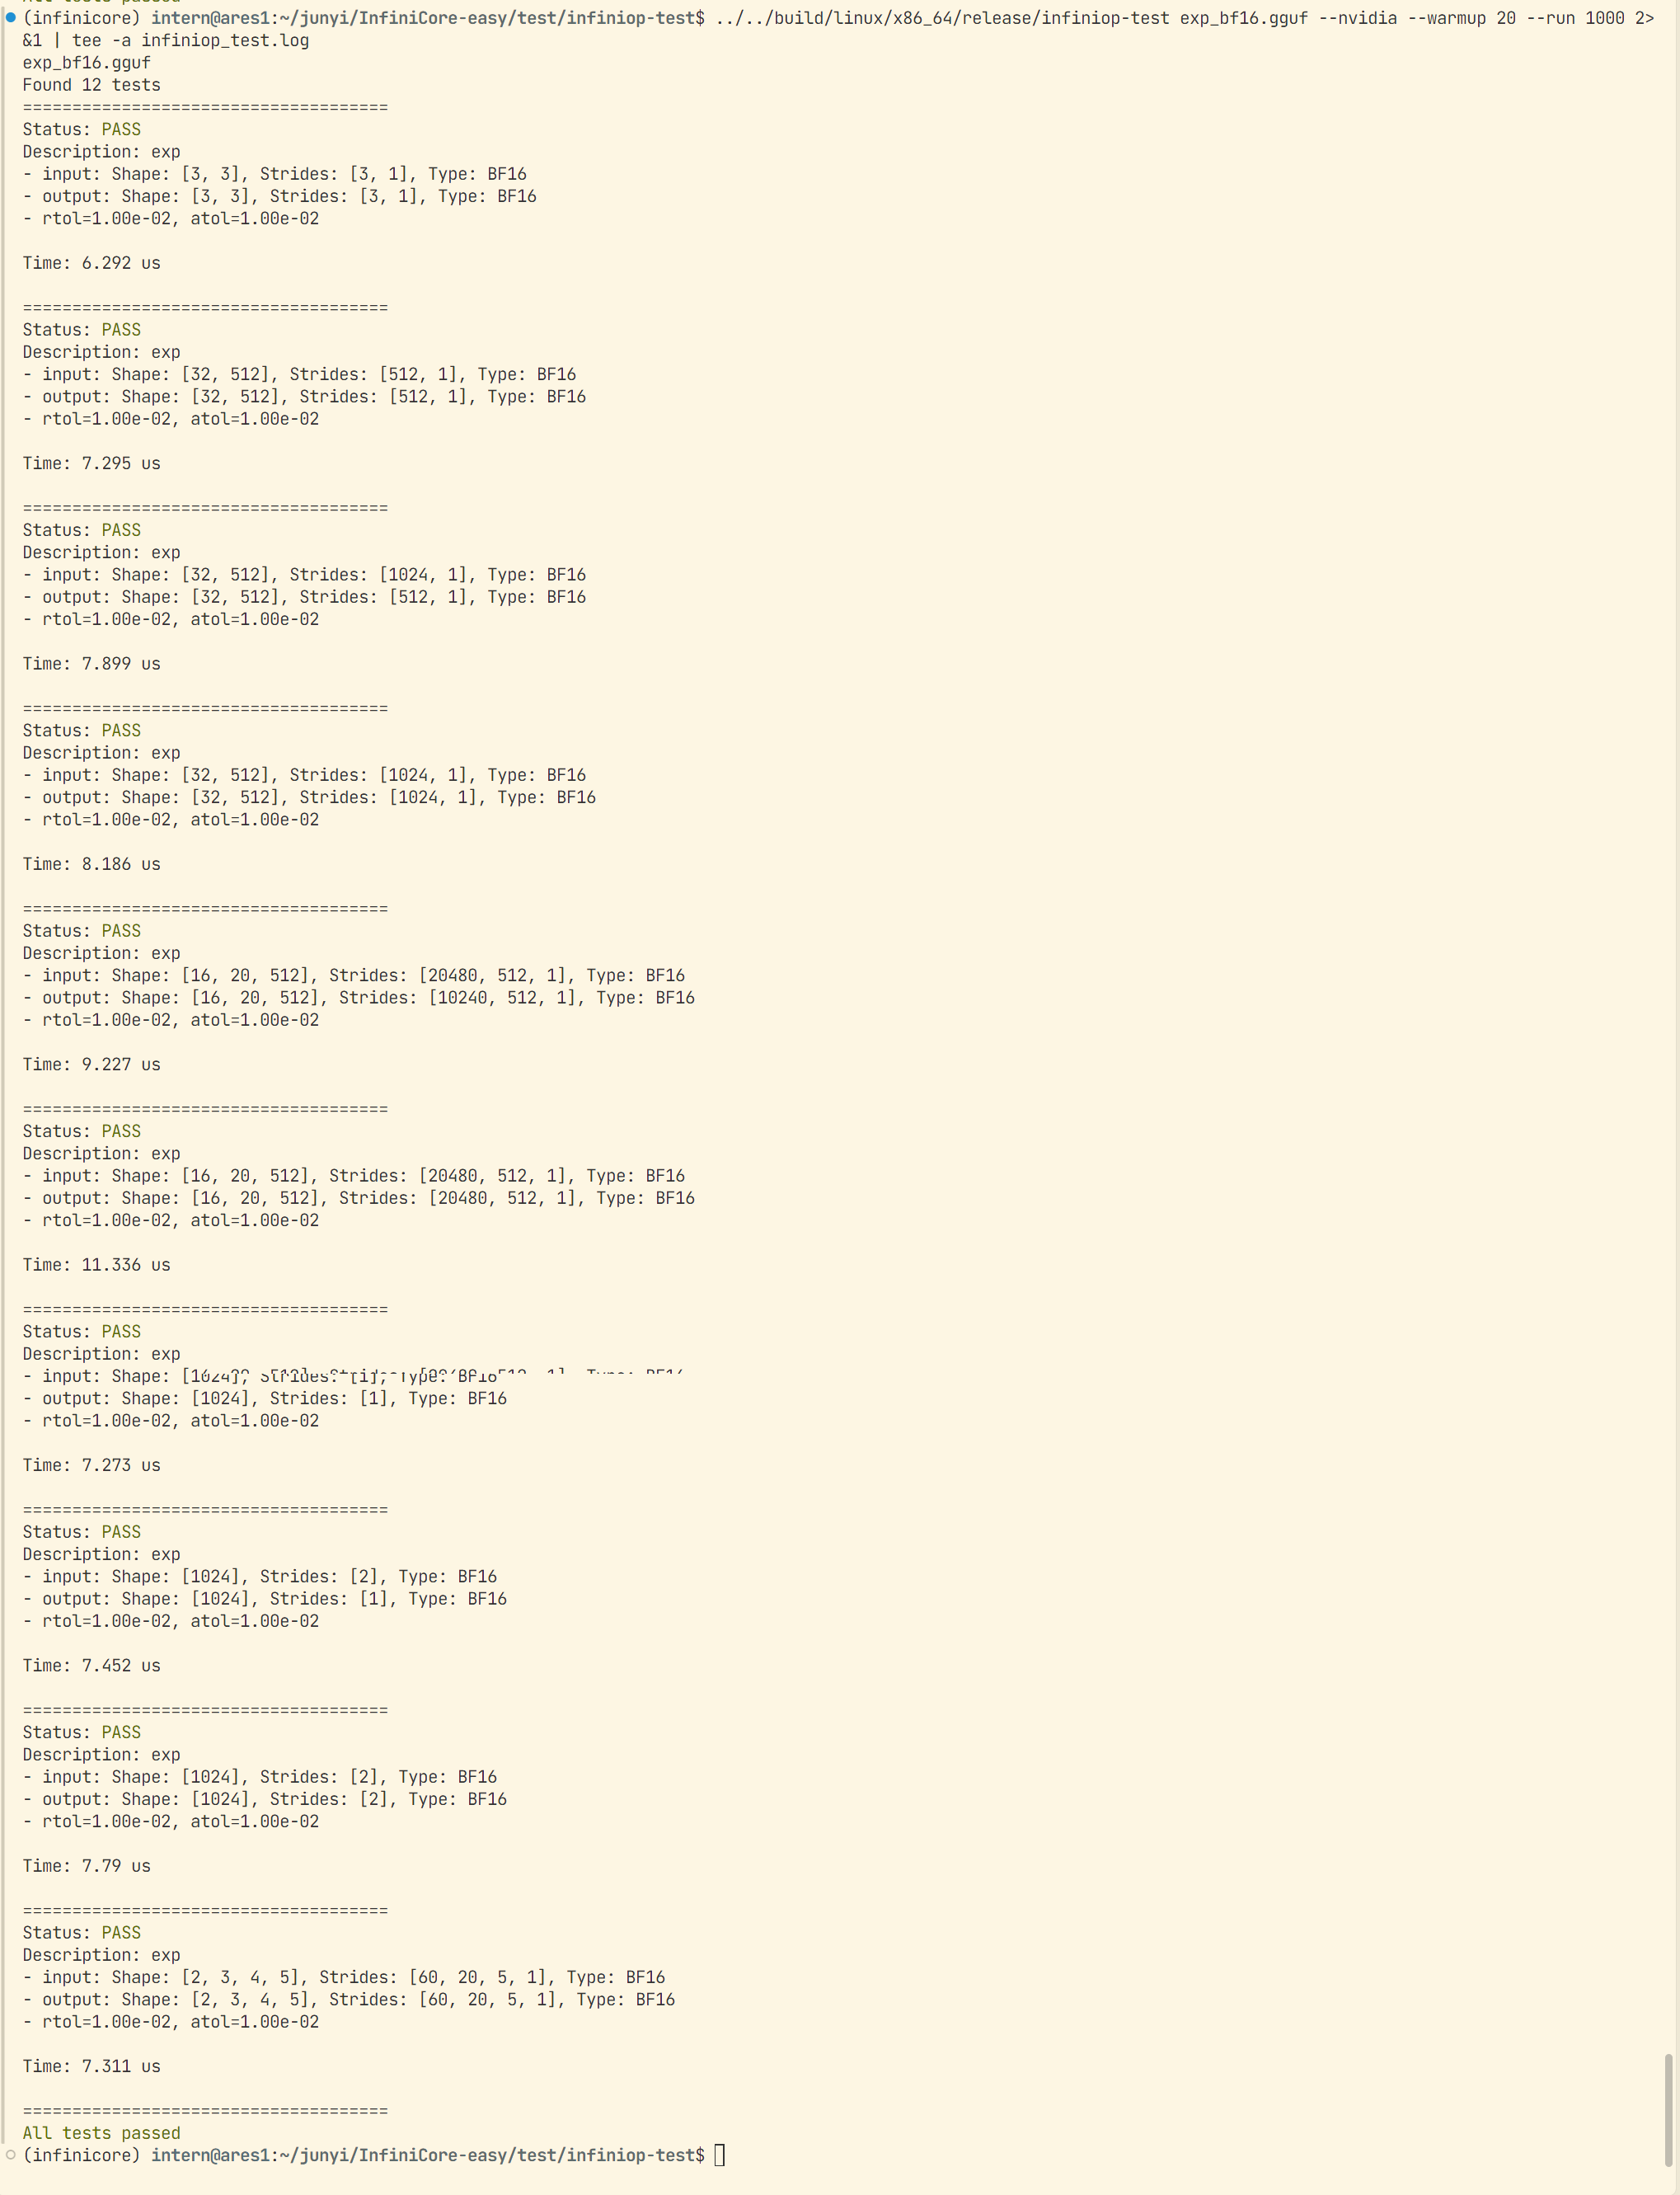 (infinicore) intern@ares1:~/junyi/InfiniCore-easy/test/infiniop-test$ ../../build/linux/x86_64/release/infiniop-test exp_bf16.gguf --nvidia --warmup 20 --run 1000 2>
&1 | tee -a infiniop_test.log
exp_bf16.gguf
Found 12 tests
=====================================
Status: PASS
Description: exp
- input: Shape: [3, 3], Strides: [3, 1], Type: BF16
- output: Shape: [3, 3], Strides: [3, 1], Type: BF16
- rtol=1.00e-02, atol=1.00e-02

Time: 6.292 us

=====================================
Status: PASS
Description: exp
- input: Shape: [32, 512], Strides: [512, 1], Type: BF16
- output: Shape: [32, 512], Strides: [512, 1], Type: BF16
- rtol=1.00e-02, atol=1.00e-02

Time: 7.295 us

=====================================
Status: PASS
Description: exp
- input: Shape: [32, 512], Strides: [1024, 1], Type: BF16
- output: Shape: [32, 512], Strides: [512, 1], Type: BF16
- rtol=1.00e-02, atol=1.00e-02

Time: 7.899 us

=====================================
Status: PASS
Description: exp
- input: Shape: [32, 512], Strides: [1024, 1], Type: BF16
- output: Shape: [32, 512], Strides: [1024, 1], Type: BF16
- rtol=1.00e-02, atol=1.00e-02

Time: 8.186 us

=====================================
Status: PASS
Description: exp
- input: Shape: [16, 20, 512], Strides: [20480, 512, 1], Type: BF16
- output: Shape: [16, 20, 512], Strides: [10240, 512, 1], Type: BF16
- rtol=1.00e-02, atol=1.00e-02

Time: 9.227 us

=====================================
Status: PASS
Description: exp
- input: Shape: [16, 20, 512], Strides: [20480, 512, 1], Type: BF16
- output: Shape: [16, 20, 512], Strides: [20480, 512, 1], Type: BF16
- rtol=1.00e-02, atol=1.00e-02

Time: 11.336 us

=====================================
Status: PASS
Description: exp
- input: Shape:
- output: Shape: [1024], Strides: [1], Type: BF16
- rtol=1.00e-02, atol=1.00e-02

Time: 7.273 us

=====================================
Status: PASS
Description: exp
- input: Shape: [1024], Strides: [2], Type: BF16
- output: Shape: [1024], Strides: [1], Type: BF16
- rtol=1.00e-02, atol=1.00e-02

Time: 7.452 us

=====================================
Status: PASS
Description: exp
- input: Shape: [1024], Strides: [2], Type: BF16
- output: Shape: [1024], Strides: [2], Type: BF16
- rtol=1.00e-02, atol=1.00e-02

Time: 7.79 us

=====================================
Status: PASS
Description: exp
- input: Shape: [2, 3, 4, 5], Strides: [60, 20, 5, 1], Type: BF16
- output: Shape: [2, 3, 4, 5], Strides: [60, 20, 5, 1], Type: BF16
- rtol=1.00e-02, atol=1.00e-02

Time: 7.311 us

=====================================
All tests passed
(infinicore) intern@ares1:~/junyi/InfiniCore-easy/test/infiniop-test$